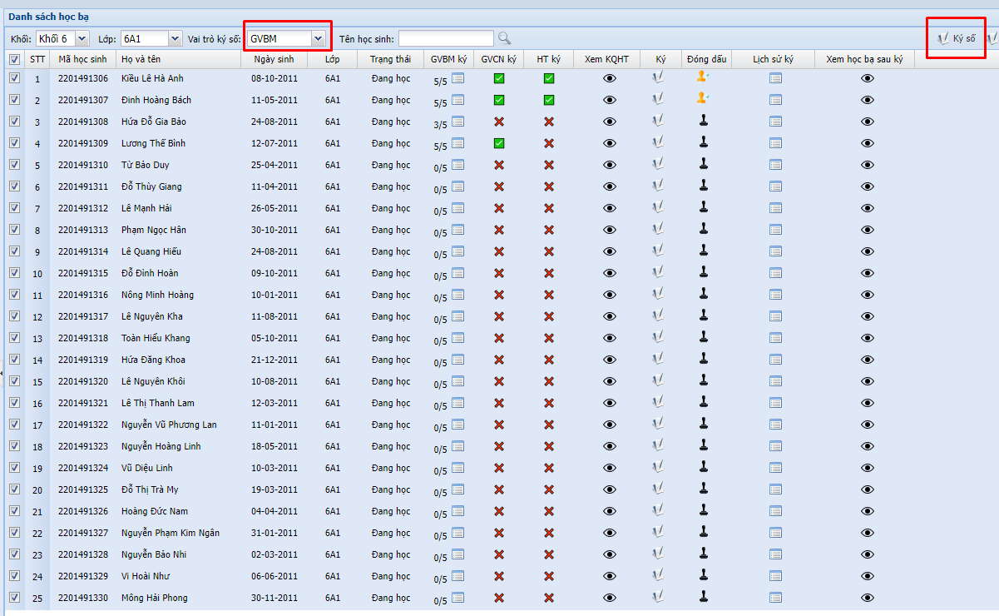 Danh sách học bạ
Khối: Khối 6 Lớp: 6A1 Vai trò ký số: GVBM Tên học sinh: Ký số
STT Mã học sinh Họ và tên Ngày sinh Lớp Trạng thái GVBM ký GVCN ký HT ký Xem KQHT Ký Đóng dấu Lịch sử ký Xem học bạ sau ký
1 2201491306 Kiều Lê Hà Anh 08-10-2011 6A1 Đang học 5/5
2 2201491307 Đinh Hoàng Bách 11-05-2011 6A1 Đang học 5/5
3 2201491308 Hứa Đỗ Gia Bảo 24-08-2011 6A1 Đang học 3/5
4 2201491309 Lương Thế Bình 12-07-2011 6A1 Đang học 5/5
5 2201491310 Từ Bảo Duy 25-04-2011 6A1 Đang học 0/5
6 2201491311 Đỗ Thùy Giang 11-04-2011 6A1 Đang học 0/5
7 2201491312 Lê Mạnh Hải 26-05-2011 6A1 Đang học 0/5
8 2201491313 Phạm Ngọc Hân 30-10-2011 6A1 Đang học 0/5
9 2201491314 Lê Quang Hiếu 24-08-2011 6A1 Đang học 0/5
10 2201491315 Đỗ Đình Hoàn 09-10-2011 6A1 Đang học 0/5
11 2201491316 Nông Minh Hoàng 10-01-2011 6A1 Đang học 0/5
12 2201491317 Lê Nguyên Kha 11-08-2011 6A1 Đang học 0/5
13 2201491318 Toàn Hiếu Khang 05-10-2011 6A1 Đang học 0/5
14 2201491319 Hứa Đăng Khoa 21-12-2011 6A1 Đang học 0/5
15 2201491320 Lê Nguyên Khôi 10-08-2011 6A1 Đang học 0/5
16 2201491321 Lê Thị Thanh Lam 12-03-2011 6A1 Đang học 0/5
17 2201491322 Nguyễn Vũ Phương Lan 11-01-2011 6A1 Đang học 0/5
18 2201491323 Nguyễn Hoàng Linh 18-05-2011 6A1 Đang học 0/5
19 2201491324 Vũ Diệu Linh 10-03-2011 6A1 Đang học 0/5
20 2201491325 Đỗ Thị Trà My 19-03-2011 6A1 Đang học 0/5
21 2201491326 Hoàng Đức Nam 04-04-2011 6A1 Đang học 0/5
22 2201491327 Nguyễn Phạm Kim Ngân 31-01-2011 6A1 Đang học 0/5
23 2201491328 Nguyễn Bảo Nhi 02-03-2011 6A1 Đang học 0/5
24 2201491329 Vi Hoài Như 06-06-2011 6A1 Đang học 0/5
25 2201491330 Mông Hải Phong 30-11-2011 6A1 Đang học 0/5